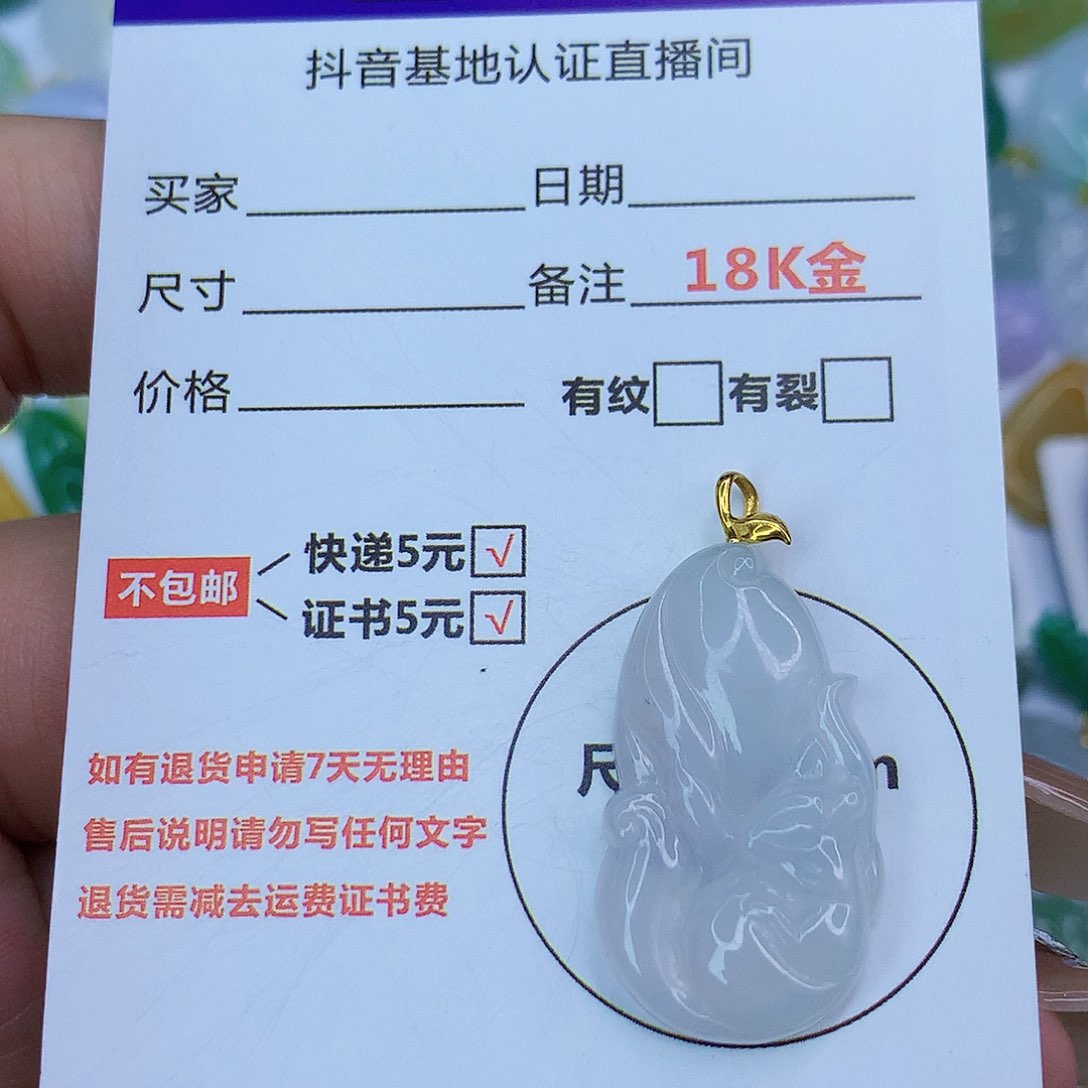 抖音基地认证直播间
买家 日期
尺寸 备注 18K金
价格 有纹 有裂
快递5元 √
不包邮
证书5元 √
如有退货申请7天无理由
售后说明请勿写任何文字
退货需减去运费证书费